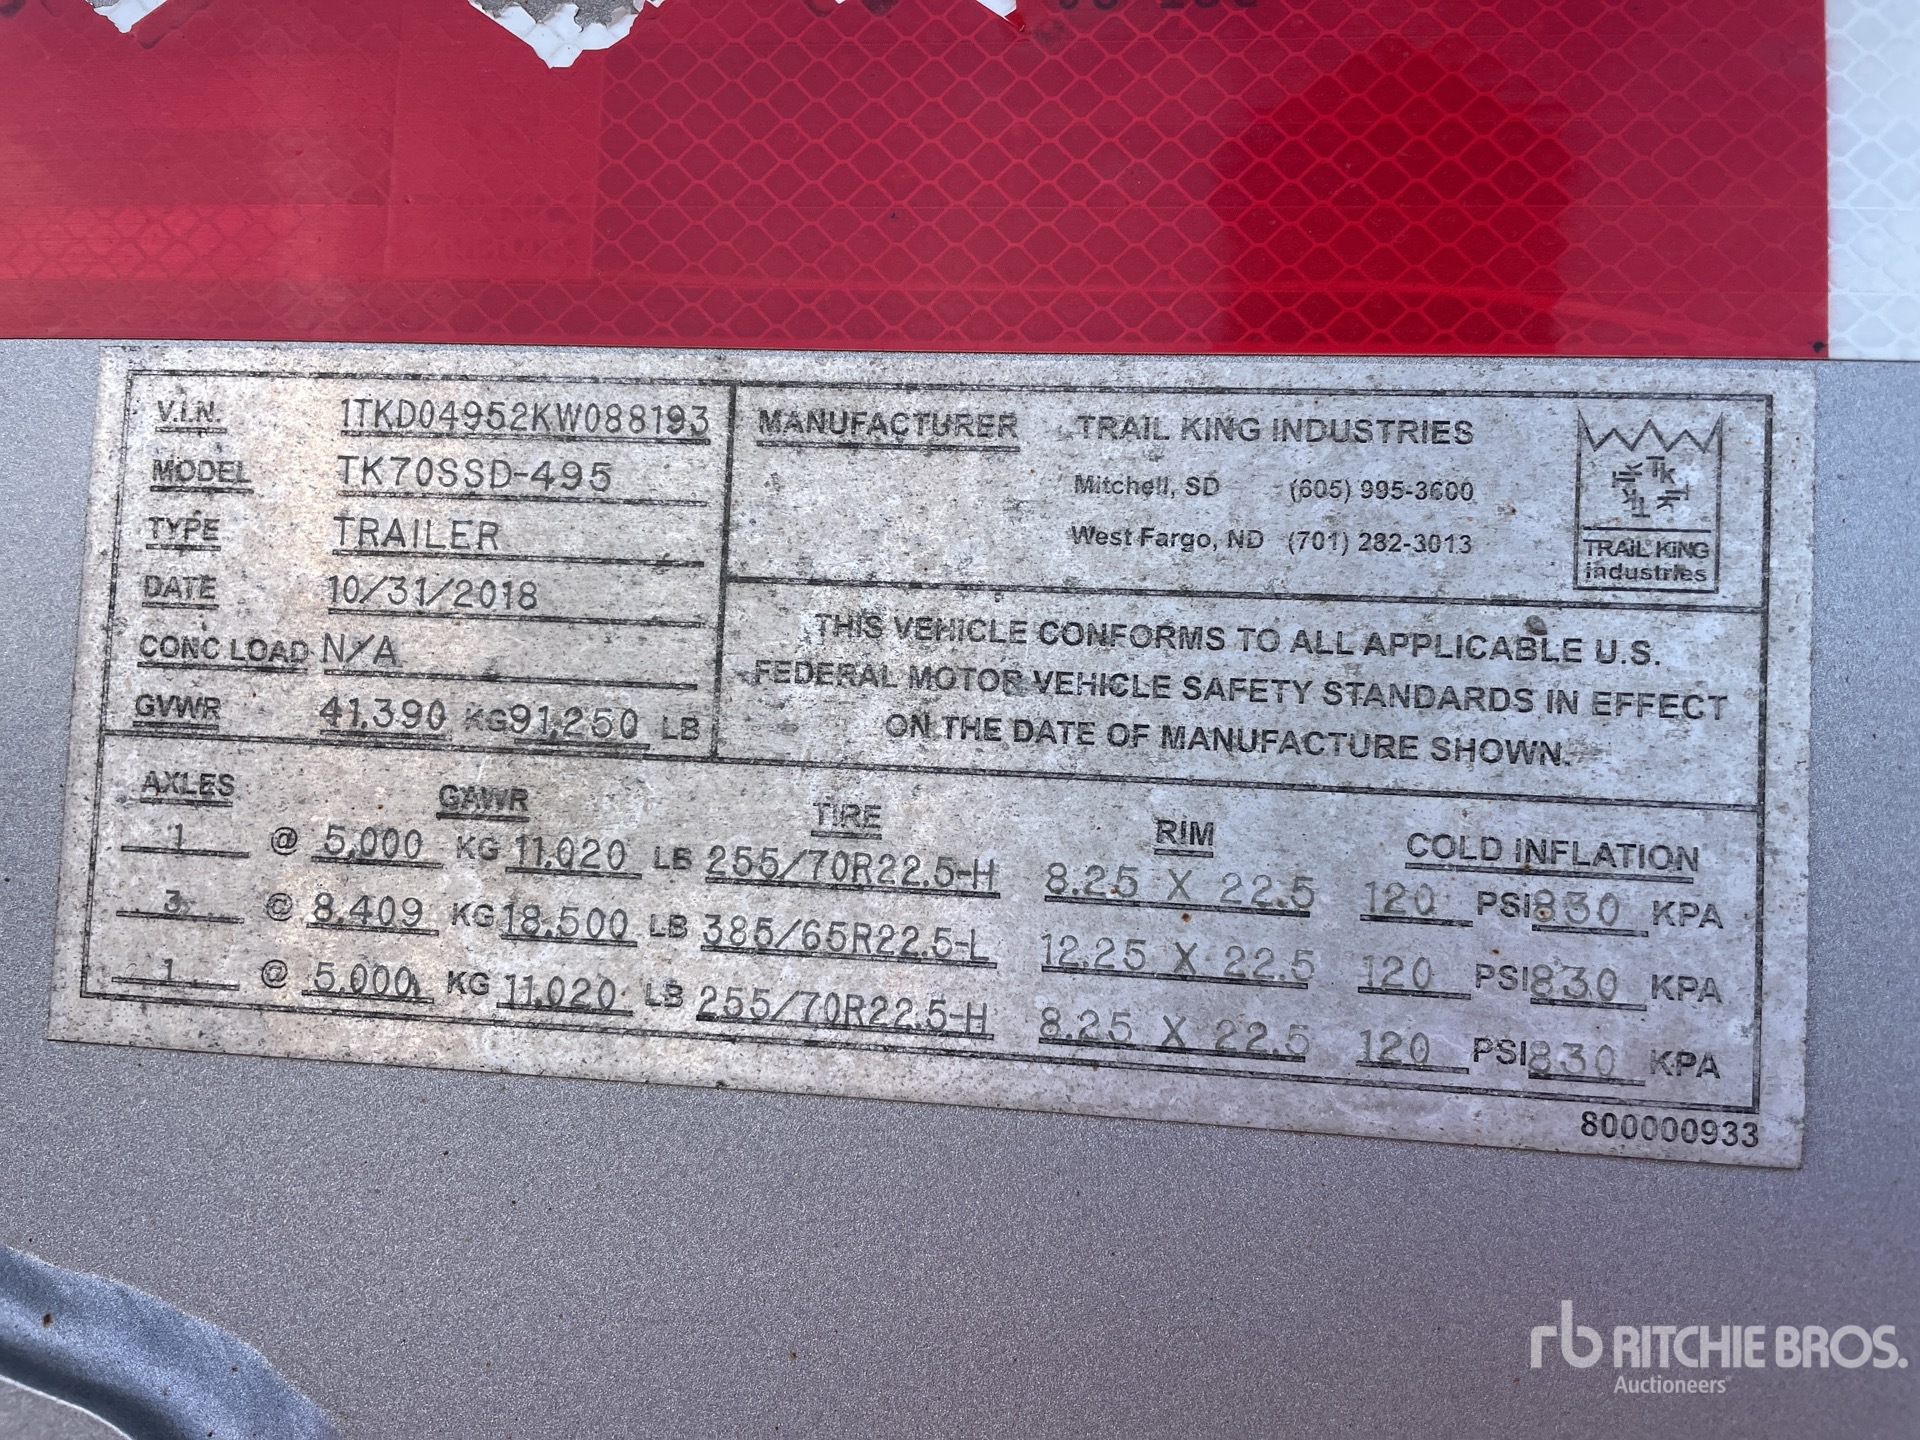 V.I.N. 1TKD04952KW088193
MODEL TK70SSD-495
TYPE TRAILER
DATE 10/31/2018
CONC LOAD N/A
GVWR 41,390 KG 91,250 LB
MANUFACTURER TRAIL KING INDUSTRIES
Mitchell, SD (605) 995-3600
West Fargo, ND (701) 282-3013
TRAIL KING
industries
THIS VEHICLE CONFORMS TO ALL APPLICABLE U.S.
FEDERAL MOTOR VEHICLE SAFETY STANDARDS IN EFFECT
ON THE DATE OF MANUFACTURE SHOWN.
AXLES GAWR TIRE RIM COLD INFLATION
1 @ 5,000 KG 11,020 LB 255/70R22.5-H 8.25 X 22.5 120 PSI 830 KPA
3 @ 8,409 KG 18,500 LB 385/65R22.5-L 12.25 X 22.5 120 PSI 830 KPA
1 @ 5,000 KG 11,020 LB 255/70R22.5-H 8.25 X 22.5 120 PSI 830 KPA
800000933
rb RITCHIE BROS.
Auctioneers